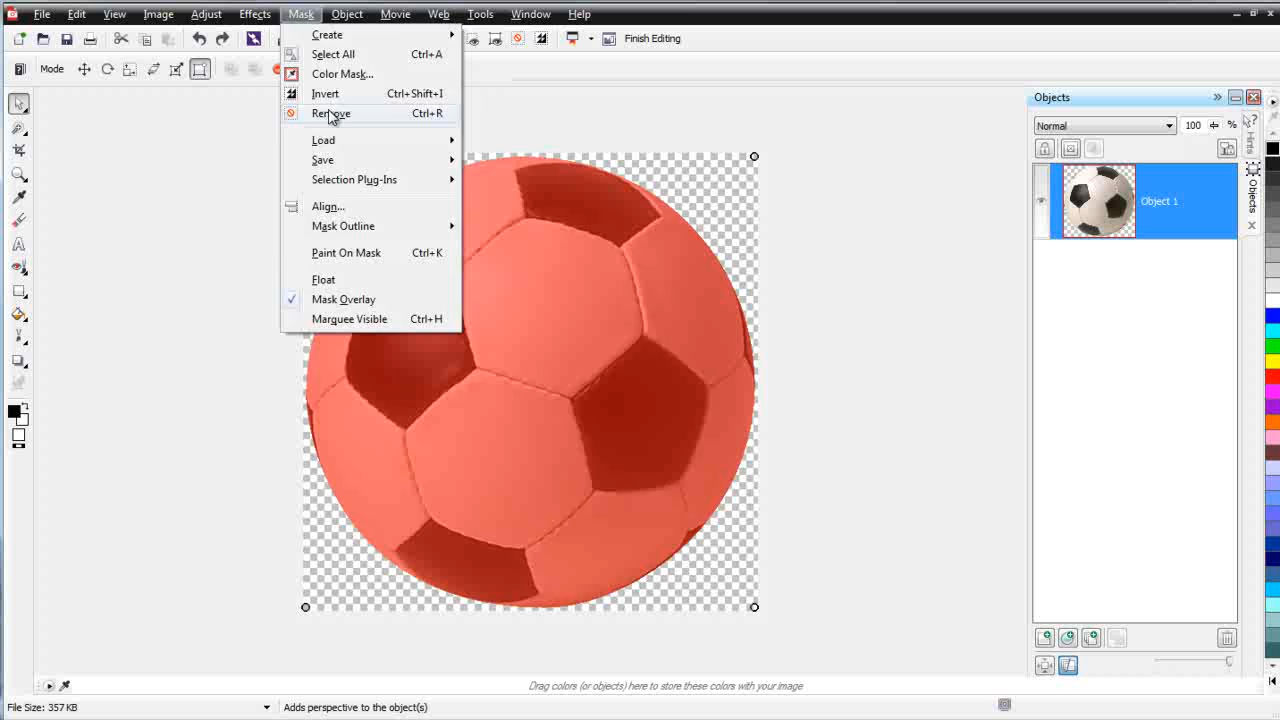 File Edit View Image Adjust Effects Mask Object Movie Web Tools Window Help
Finish Editing
Mode
Create
Select All Ctrl+A
Color Mask...
Invert Ctrl+Shift+I
Remove Ctrl+R
Load
Save
Selection Plug-Ins
Align...
Mask Outline
Paint On Mask Ctrl+K
Float
Mask Overlay
Marquee Visible Ctrl+H
Objects
Normal 100 %
Object 1
Hints
Objects
Drag colors (or objects) here to store these colors with your image
File Size: 357 KB Adds perspective to the object(s)